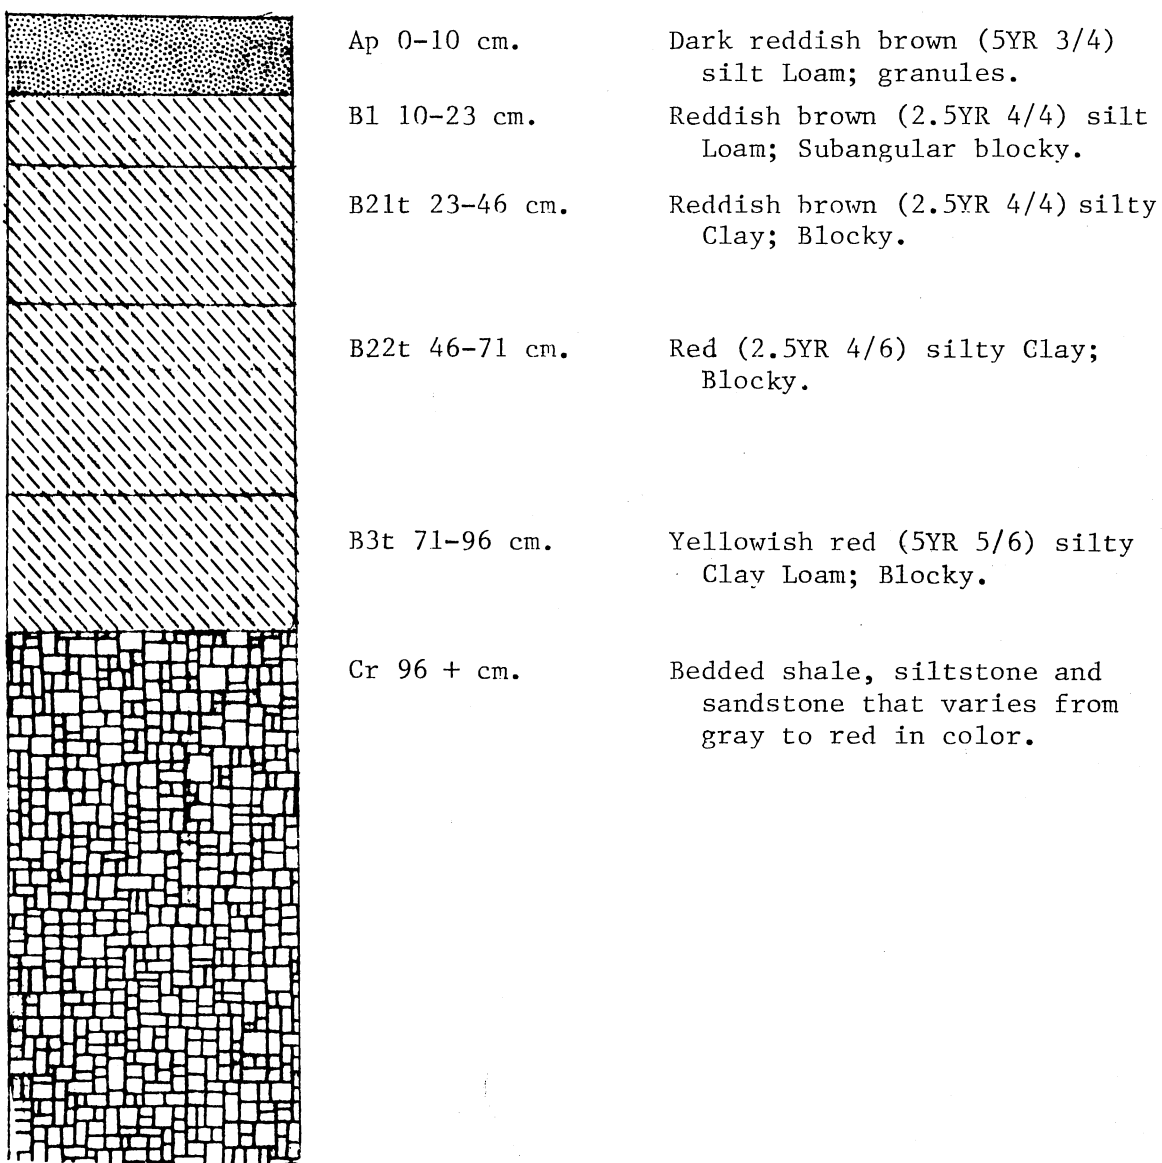 Ap 0-10 cm. Dark reddish brown (5YR 3/4)
silt Loam; granules.
B1 10-23 cm. Reddish brown (2.5YR 4/4) silt
Loam; Subangular blocky.
B21t 23-46 cm. Reddish brown (2.5YR 4/4) silty
Clay; Blocky.
B22t 46-71 cm. Red (2.5YR 4/6) silty Clay;
Blocky.
B3t 71-96 cm. Yellowish red (5YR 5/6) silty
Clay Loam; Blocky.
Cr 96 + cm. Bedded shale, siltstone and
sandstone that varies from
gray to red in color.